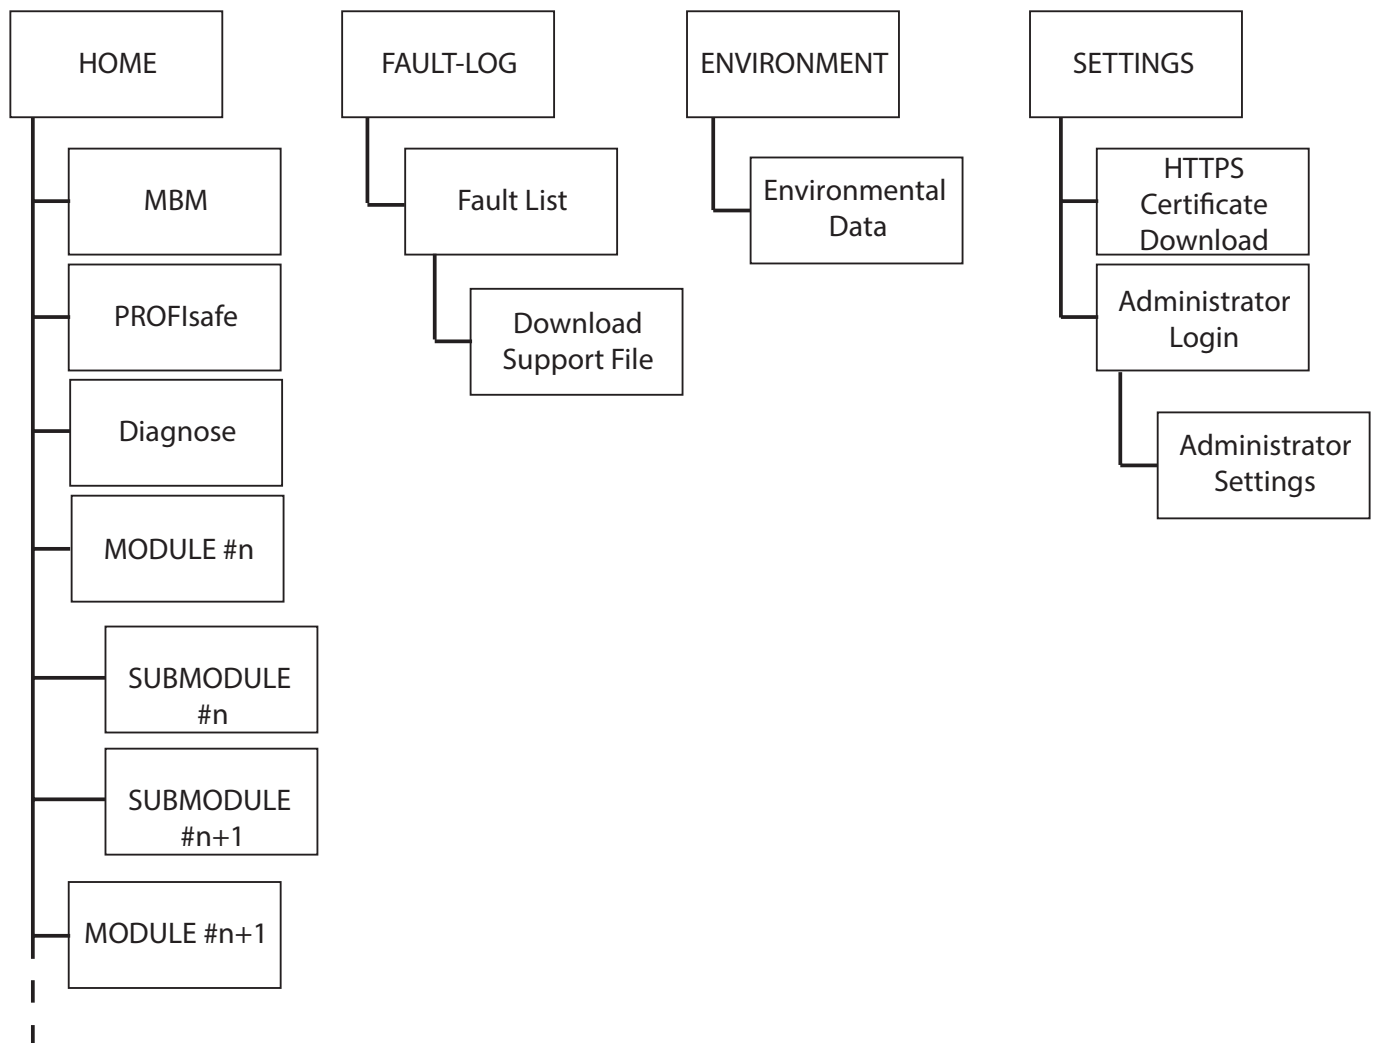 HOME
MBM
PROFIsafe
Diagnose
MODULE #n
SUBMODULE
#n
SUBMODULE
#n+1
MODULE #n+1
FAULT-LOG
Fault List
Download
Support File
ENVIRONMENT
Environmental
Data
SETTINGS
HTTPS
Certificate
Download
Administrator
Login
Administrator
Settings